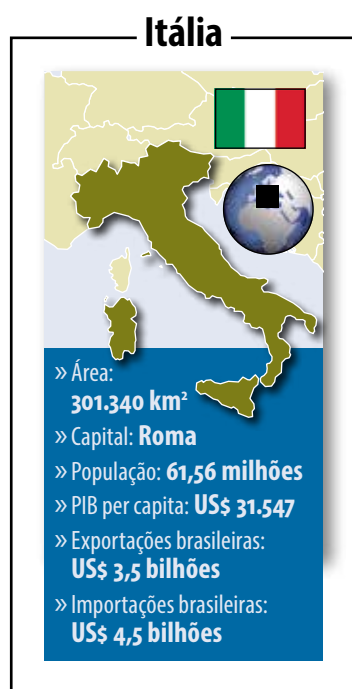 Itália
» Área:
301.340 km²
» Capital: Roma
» População: 61,56 milhões
» PIB per capita: US$ 31.547
» Exportações brasileiras:
US$ 3,5 bilhões
» Importações brasileiras:
US$ 4,5 bilhões